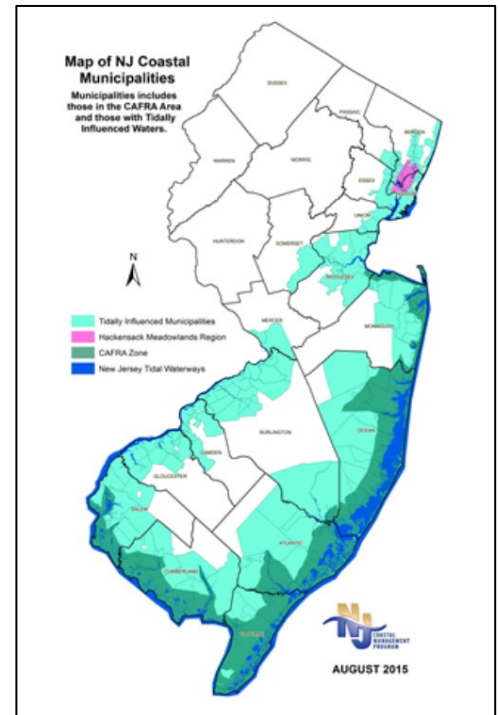 Map of NJ Coastal
Municipalities
Municipalities includes
those in the CAFRA Area
and those with Tidally
Influenced Waters.
SUSSEX
PASSAIC
BERGEN
WARREN
MORRIS
ESSEX
UNION
HUNTERDON
SOMERSET
MIDDLESEX
N
MERCER
MONMOUTH
Tidally Influenced Municipalities
Hackensack Meadowlands Region
CAFRA Zone
New Jersey Tidal Waterways
OCEAN
BURLINGTON
CAMDEN
GLOUCESTER
SALEM
ATLANTIC
CUMBERLAND
NJ
COASTAL
MANAGEMENT
PROGRAM
AUGUST 2015